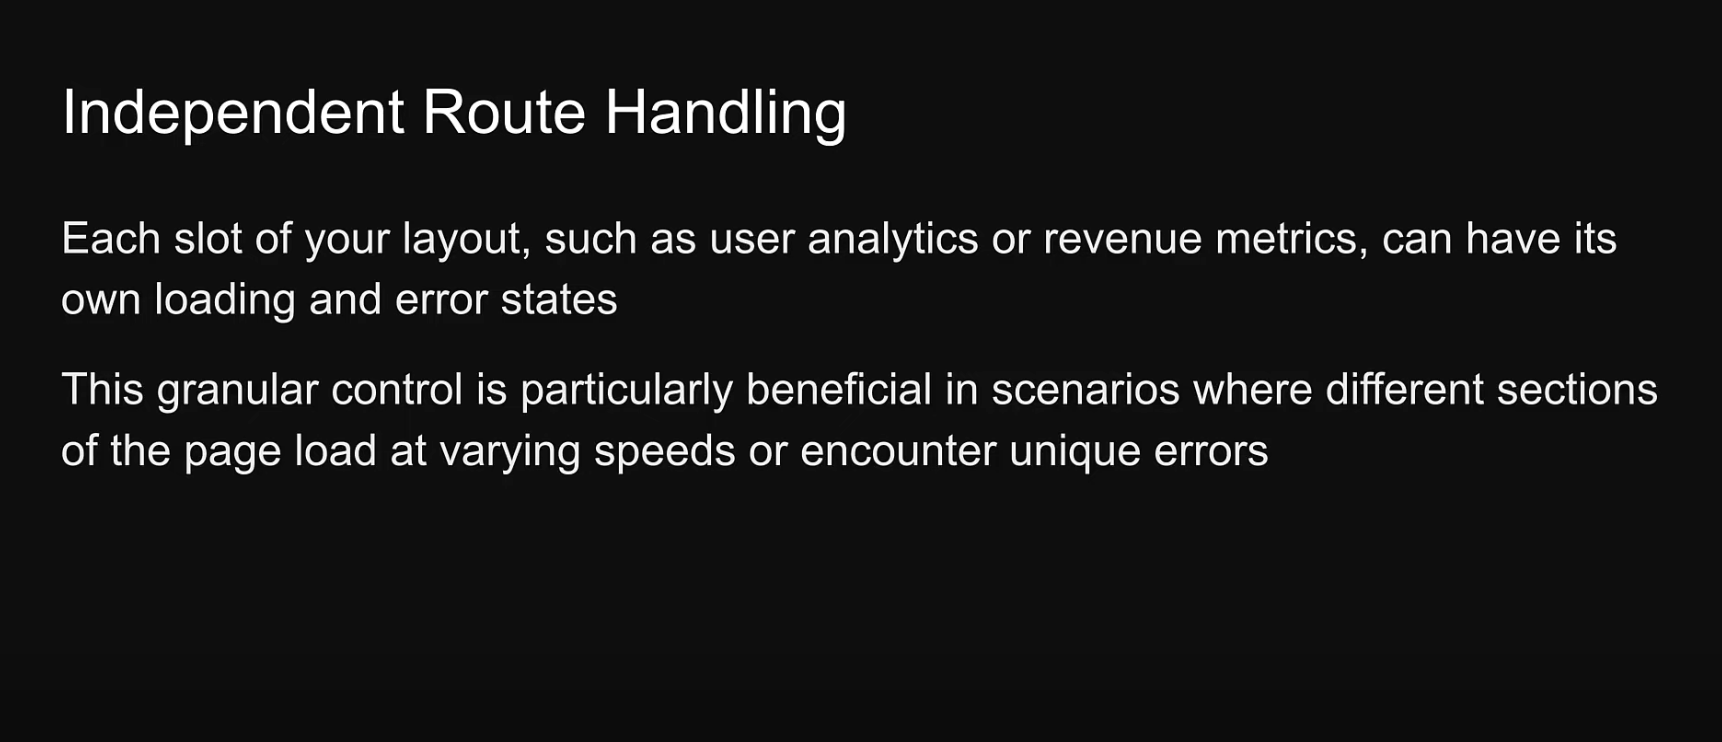 Independent Route Handling
Each slot of your layout, such as user analytics or revenue metrics, can have its
own loading and error states
This granular control is particularly beneficial in scenarios where different sections
of the page load at varying speeds or encounter unique errors